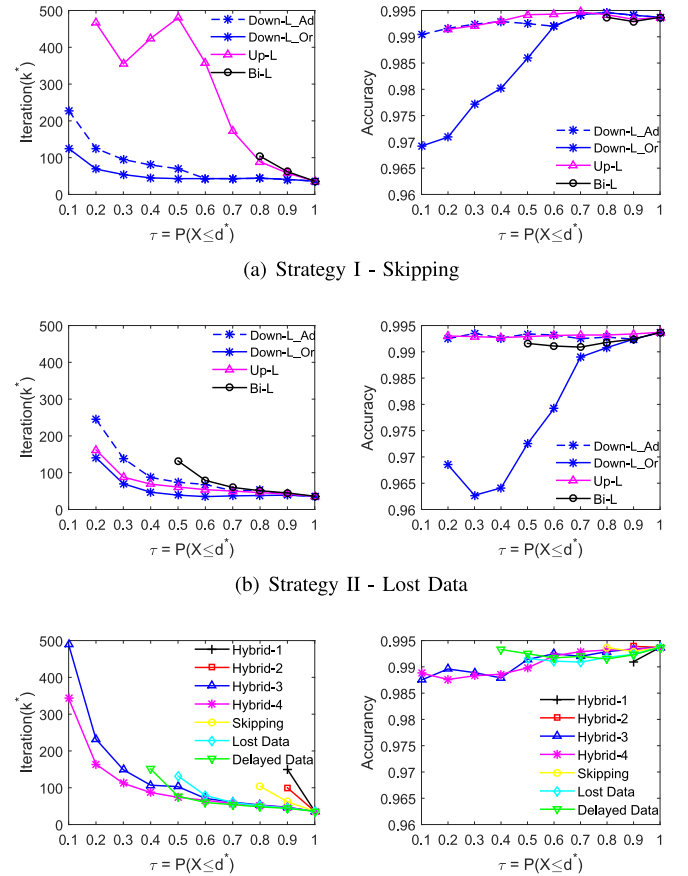 500
400
300
200
100
0
Iteration(k*)
Down-L_Ad
Down-L_Or
Up-L
Bi-L
0.1 0.2 0.3 0.4 0.5 0.6 0.7 0.8 0.9 1
τ = P(X≤d*)
0.995
0.99
0.985
0.98
0.975
0.97
0.965
0.96
Accuracy
Down-L_Ad
Down-L_Or
Up-L
Bi-L
0.1 0.2 0.3 0.4 0.5 0.6 0.7 0.8 0.9 1
τ = P(X≤d*)
(a) Strategy I - Skipping
500
400
300
200
100
0
Iteration(k*)
Down-L_Ad
Down-L_Or
Up-L
Bi-L
0.1 0.2 0.3 0.4 0.5 0.6 0.7 0.8 0.9 1
τ = P(X≤d*)
0.995
0.99
0.985
0.98
0.975
0.97
0.965
0.96
Accuracy
Down-L_Ad
Down-L_Or
Up-L
Bi-L
0.1 0.2 0.3 0.4 0.5 0.6 0.7 0.8 0.9 1
τ = P(X≤d*)
(b) Strategy II - Lost Data
500
400
300
200
100
0
Iteration(k*)
Hybrid-1
Hybrid-2
Hybrid-3
Hybrid-4
Skipping
Lost Data
Delayed Data
0.1 0.2 0.3 0.4 0.5 0.6 0.7 0.8 0.9 1
τ = P(X≤d*)
0.995
0.99
0.985
0.98
0.975
0.97
0.965
0.96
Accurancy
Hybrid-1
Hybrid-2
Hybrid-3
Hybrid-4
Skipping
Lost Data
Delayed Data
0.1 0.2 0.3 0.4 0.5 0.6 0.7 0.8 0.9 1
τ = P(X≤d*)